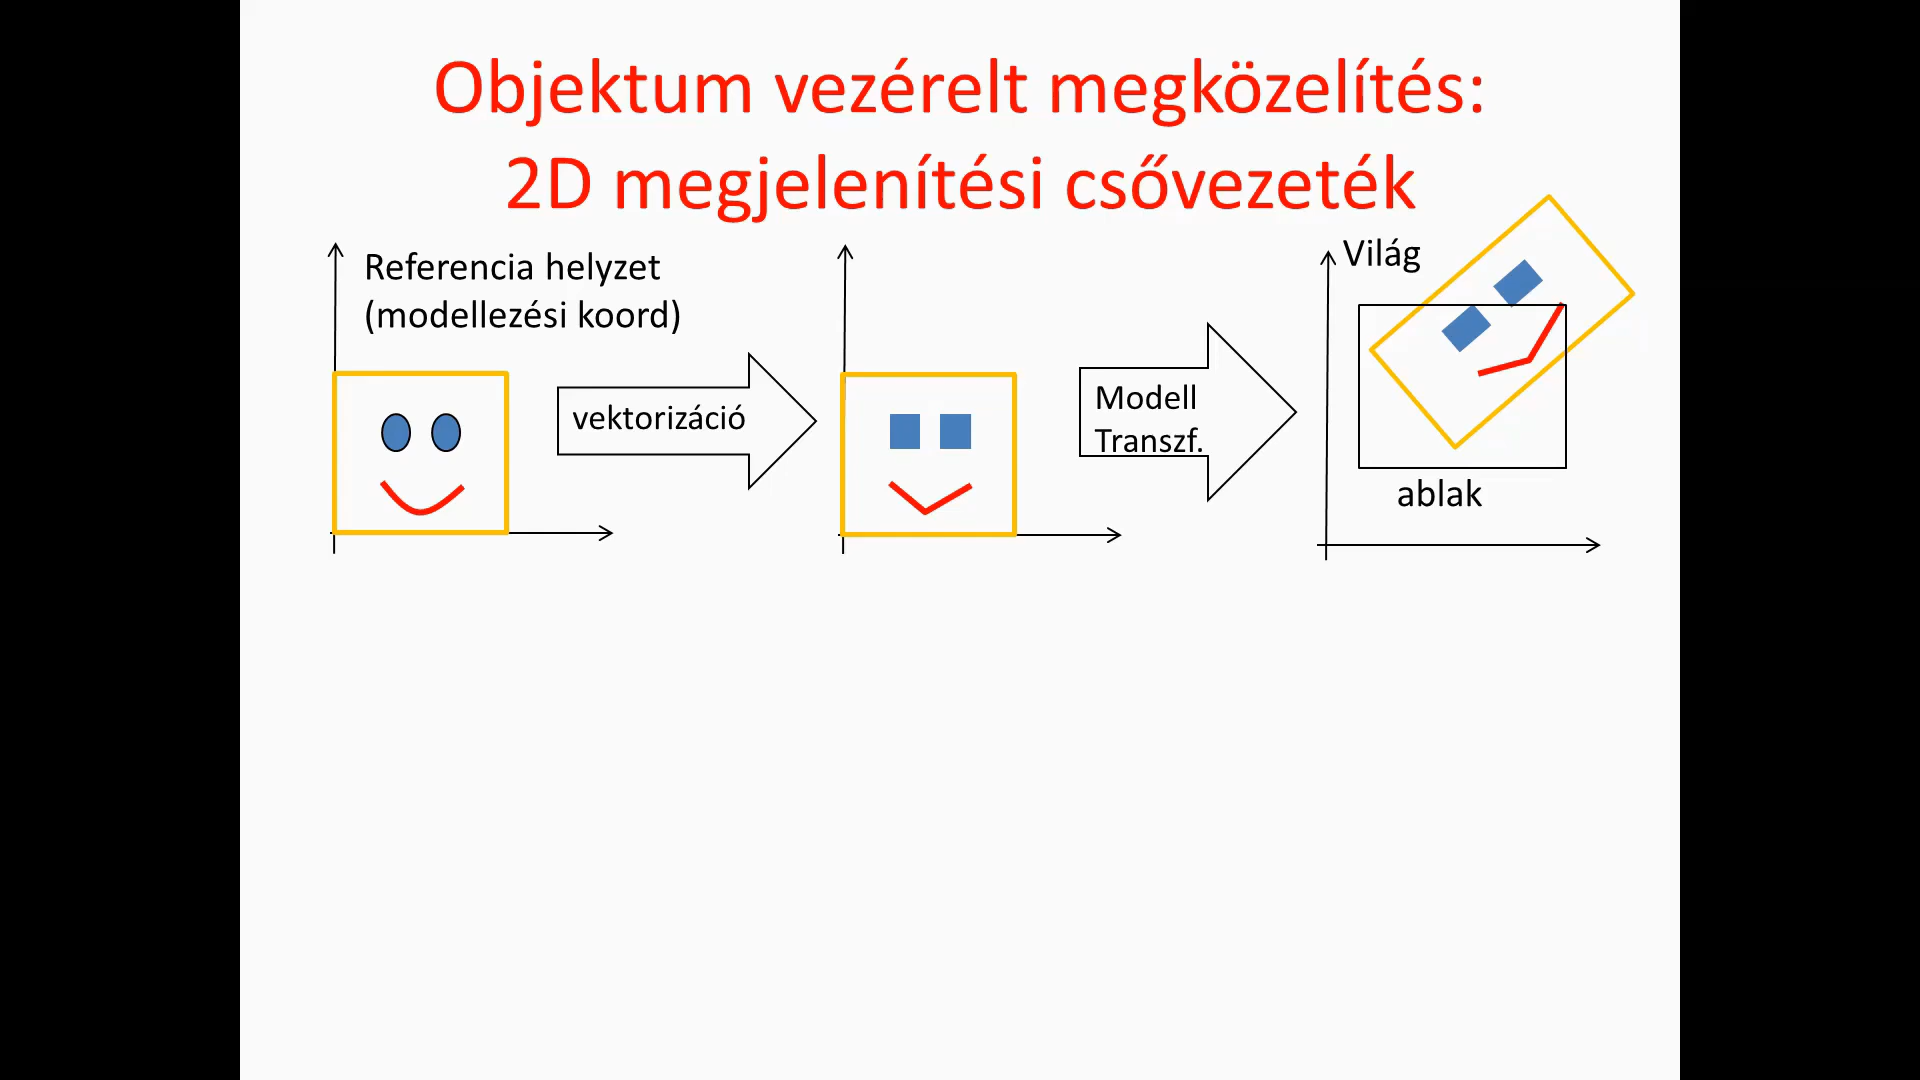 Objektum vezérelt megközelítés:
2D megjelenítési csővezeték
Referencia helyzet
(modellezési koord)
vektorizáció
Modell
Transzf.
Világ
ablak